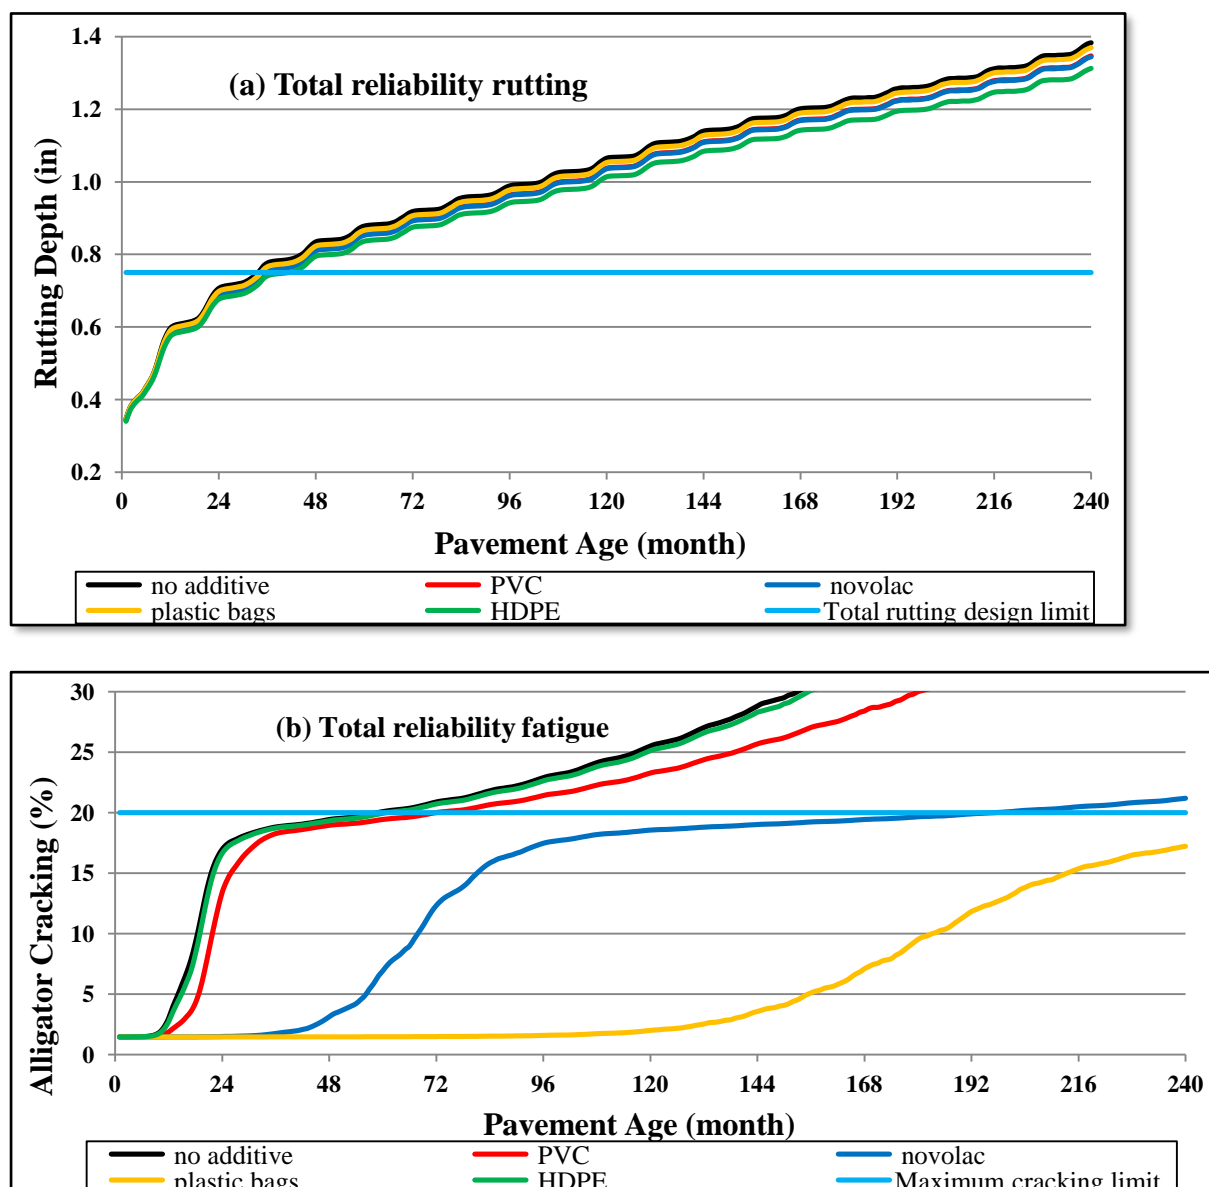 (a) Total reliability rutting
Rutting Depth (in)
1.4
1.2
1.0
0.8
0.6
0.4
0.2
0 24 48 72 96 120 144 168 192 216 240
Pavement Age (month)
no additive PVC novolac
plastic bags HDPE Total rutting design limit
(b) Total reliability fatigue
Alligator Cracking (%)
30
25
20
15
10
5
0
0 24 48 72 96 120 144 168 192 216 240
Pavement Age (month)
no additive PVC novolac
plastic bags HDPE Maximum cracking limit